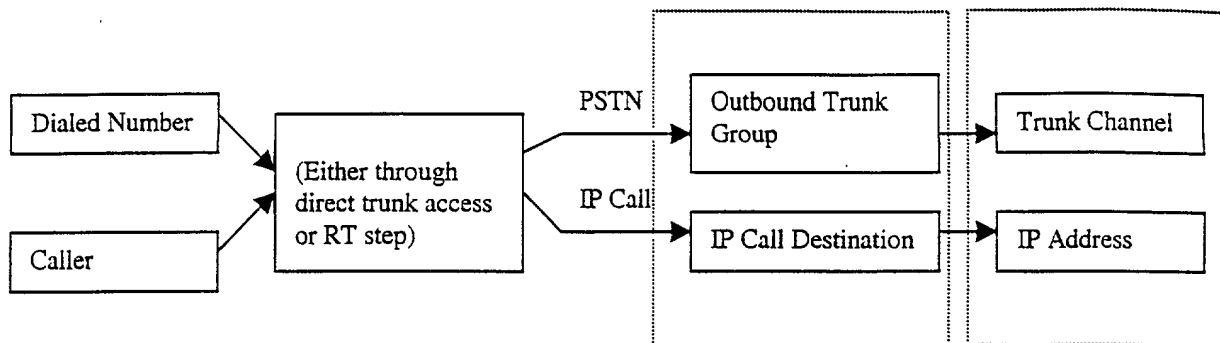 Dialed Number
Caller
(Either through
direct trunk access
or RT step)
PSTN
IP Call
Outbound Trunk
Group
IP Call Destination
Trunk Channel
IP Address